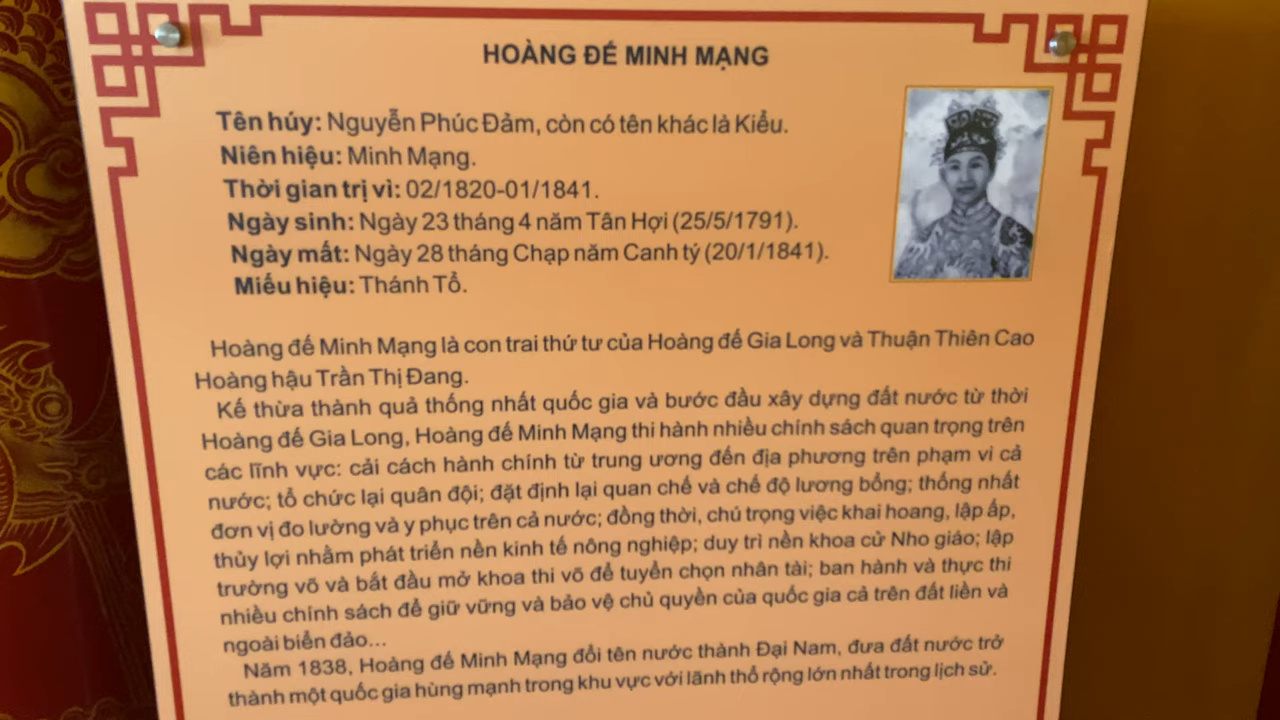 HOÀNG ĐẾ MINH MẠNG
Tên húy: Nguyễn Phúc Đảm, còn có tên khác là Kiểu.
Niên hiệu: Minh Mạng.
Thời gian trị vì: 02/1820-01/1841.
Ngày sinh: Ngày 23 tháng 4 năm Tân Hợi (25/5/1791).
Ngày mất: Ngày 28 tháng Chạp năm Canh tý (20/1/1841).
Miếu hiệu: Thánh Tổ.
Hoàng đế Minh Mạng là con trai thứ tư của Hoàng đế Gia Long và Thuận Thiên Cao
Hoàng hậu Trần Thị Đang.
Kế thừa thành quả thống nhất quốc gia và bước đầu xây dựng đất nước từ thời
Hoàng đế Gia Long, Hoàng đế Minh Mạng thi hành nhiều chính sách quan trọng trên
các lĩnh vực: cải cách hành chính từ trung ương đến địa phương trên phạm vi cả
nước; tổ chức lại quân đội; đặt định lại quan chế và chế độ lương bổng; thống nhất
đơn vị đo lường và y phục trên cả nước; đồng thời, chú trọng việc khai hoang, lập ấp,
thủy lợi nhằm phát triển nền kinh tế nông nghiệp; duy trì nền khoa cử Nho giáo; lập
trường võ và bắt đầu mở khoa thi võ để tuyển chọn nhân tài; ban hành và thực thi
nhiều chính sách để giữ vững và bảo vệ chủ quyền của quốc gia cả trên đất liền và
ngoài biển đảo...
Năm 1838, Hoàng đế Minh Mạng đổi tên nước thành Đại Nam, đưa đất nước trở
thành một quốc gia hùng mạnh trong khu vực với lãnh thổ rộng lớn nhất trong lịch sử.